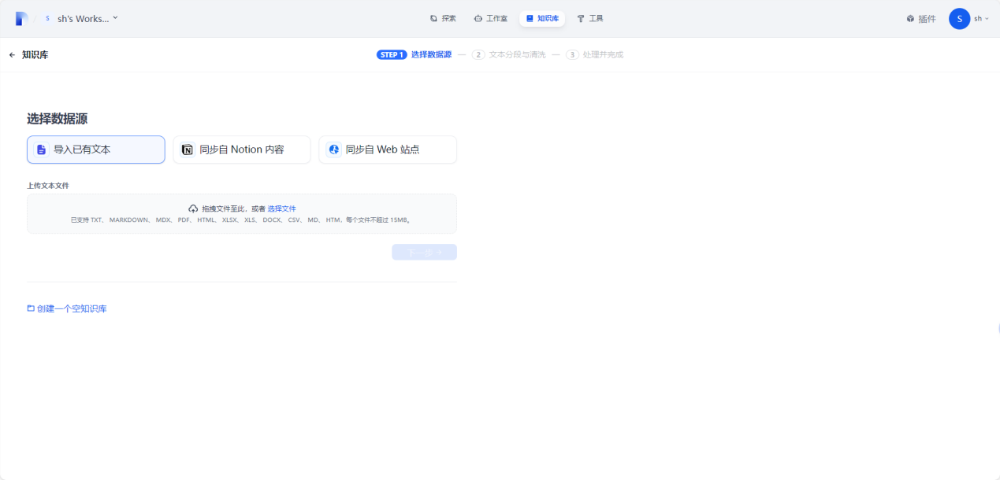 S sh's Works... 探索 工作室 知识库 工具 插件 S sh
知识库 STEP 1 选择数据源 2 文本分段与清洗 3 处理并完成
选择数据源
导入已有文本 同步自 Notion 内容 同步自 Web 站点
上传文本文件
拖拽文件至此，或者 选择文件
已支持 TXT、 MARKDOWN、 MDX、 PDF、 HTML、 XLSX、 XLS、 DOCX、 CSV、 MD、 HTM，每个文件不超过 15MB。
下一步 →
创建一个空知识库